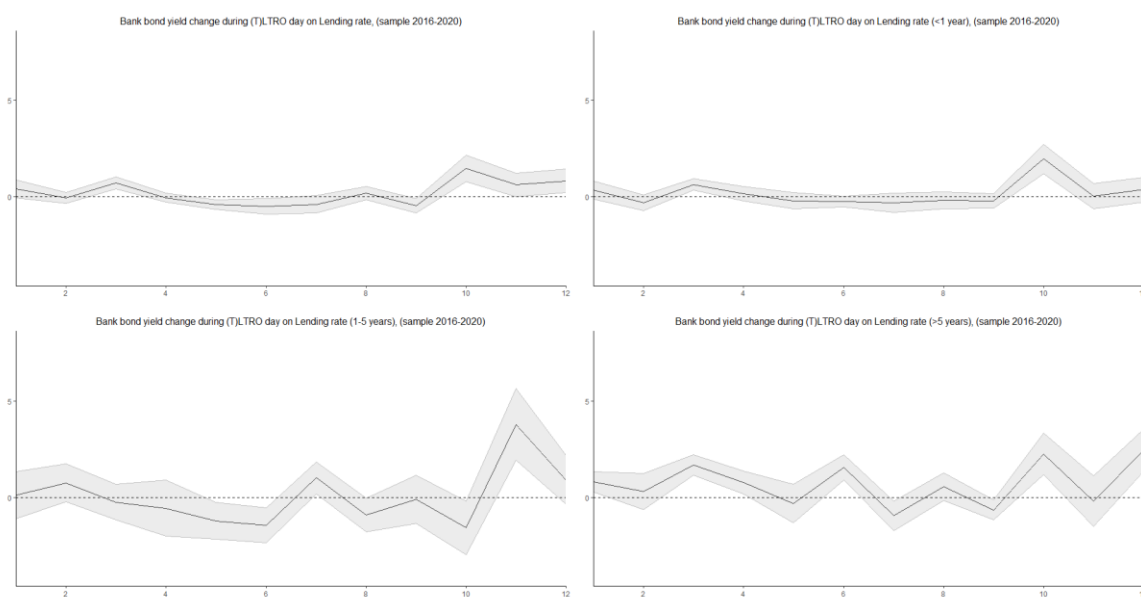 Bank bond yield change during (T)LTRO day on Lending rate, (sample 2016-2020)
5
0
2 4 6 8 10 12
Bank bond yield change during (T)LTRO day on Lending rate (<1 year), (sample 2016-2020)
5
0
2 4 6 8 10 1
Bank bond yield change during (T)LTRO day on Lending rate (1-5 years), (sample 2016-2020)
5
0
2 4 6 8 10 12
Bank bond yield change during (T)LTRO day on Lending rate (>5 years), (sample 2016-2020)
5
0
2 4 6 8 10 1